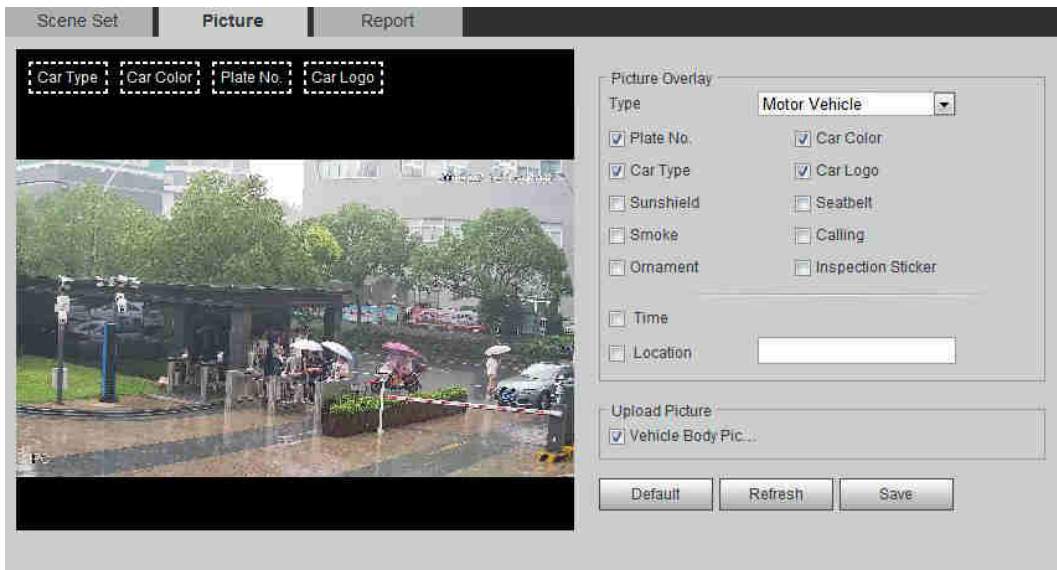 Scene Set Picture Report
Car Type Car Color Plate No. Car Logo
Picture Overlay
Type Motor Vehicle
Plate No. Car Color
Car Type Car Logo
Sunshield Seatbelt
Smoke Calling
Ornament Inspection Sticker
Time
Location
Upload Picture
Vehicle Body Pic...
Default Refresh Save